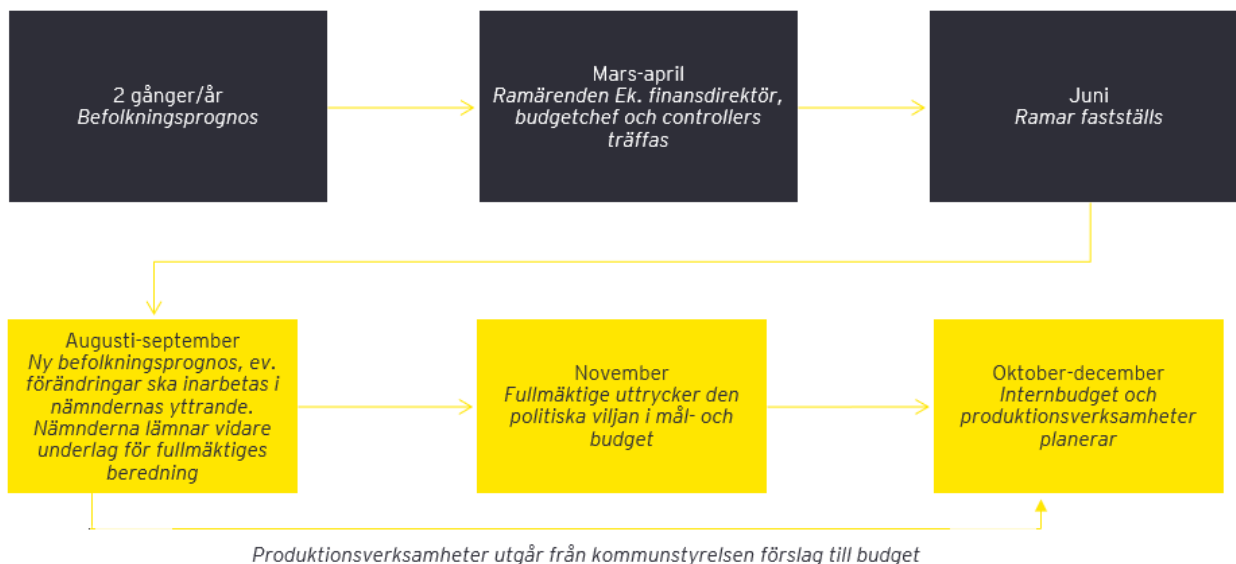 2 gånger/år
Befolkningsprognos
Mars-april
Ramärenden Ek. finansdirektör,
budgetchef och controllers
träffas
Juni
Ramar fastställs
Augusti-september
Ny befolkningsprognos, ev.
förändringar ska inarbetas i
nämndernas yttrande.
Nämnderna lämnar vidare
underlag för fullmäktiges
beredning
November
Fullmäktige uttrycker den
politiska viljan i mål- och
budget
Oktober-december
Internbudget och
produktionsverksamheter
planerar
Produktionsverksamheter utgår från kommunstyrelsen förslag till budget